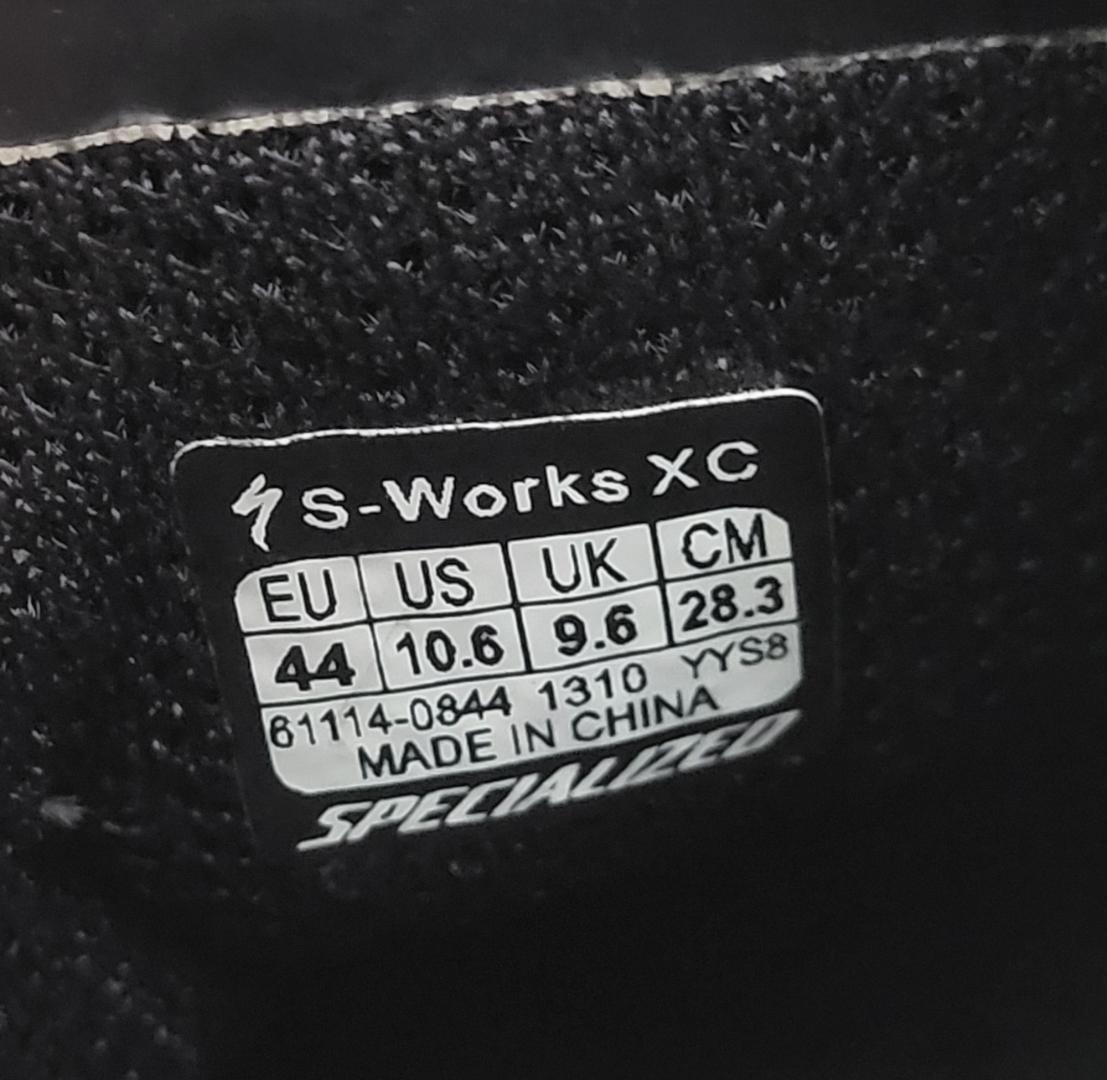 S-Works XC
EU US UK CM
44 10.6 9.6 28.3
61114-0844 1310 YYS8
MADE IN CHINA
SPECIALIZED